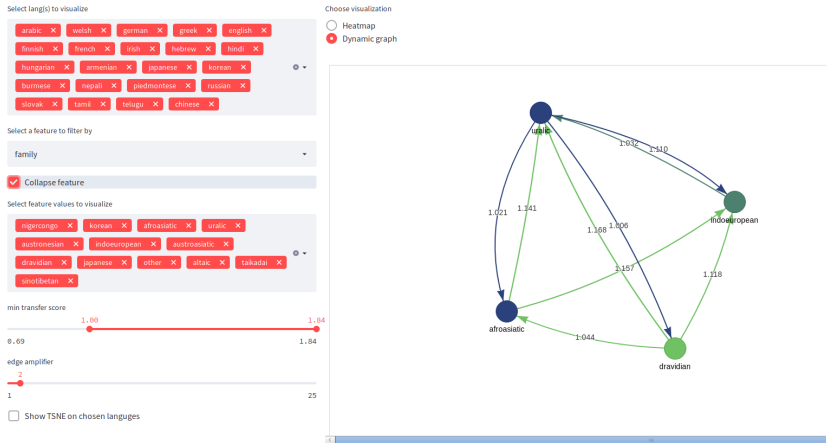 Select lang(s) to visualize
arabic × welsh × german × greek × english ×
finnish × french × irish × hebrew × hindi ×
hungarian × armenian × japanese × korean ×
burmese × nepali × piedmontese × russian ×
slovak × tamil × telugu × chinese ×
Select a feature to filter by
family
Collapse feature
Select feature values to visualize
nigercongo × korean × afroasiatic × uralic ×
austronesian × indoeuropean × austroasiatic ×
dravidian × japanese × other × altaic × taikadai ×
sinotibetan ×
min transfer score
1.00 1.84
0.69 1.84
edge amplifier
2
1 25
Show TSNE on chosen languges
Choose visualization
Heatmap
Dynamic graph
uralic
1.032
1.110
1.021
1.141
indoeuropean
1.168
1.006
1.157
1.118
afroasiatic
1.044
dravidian